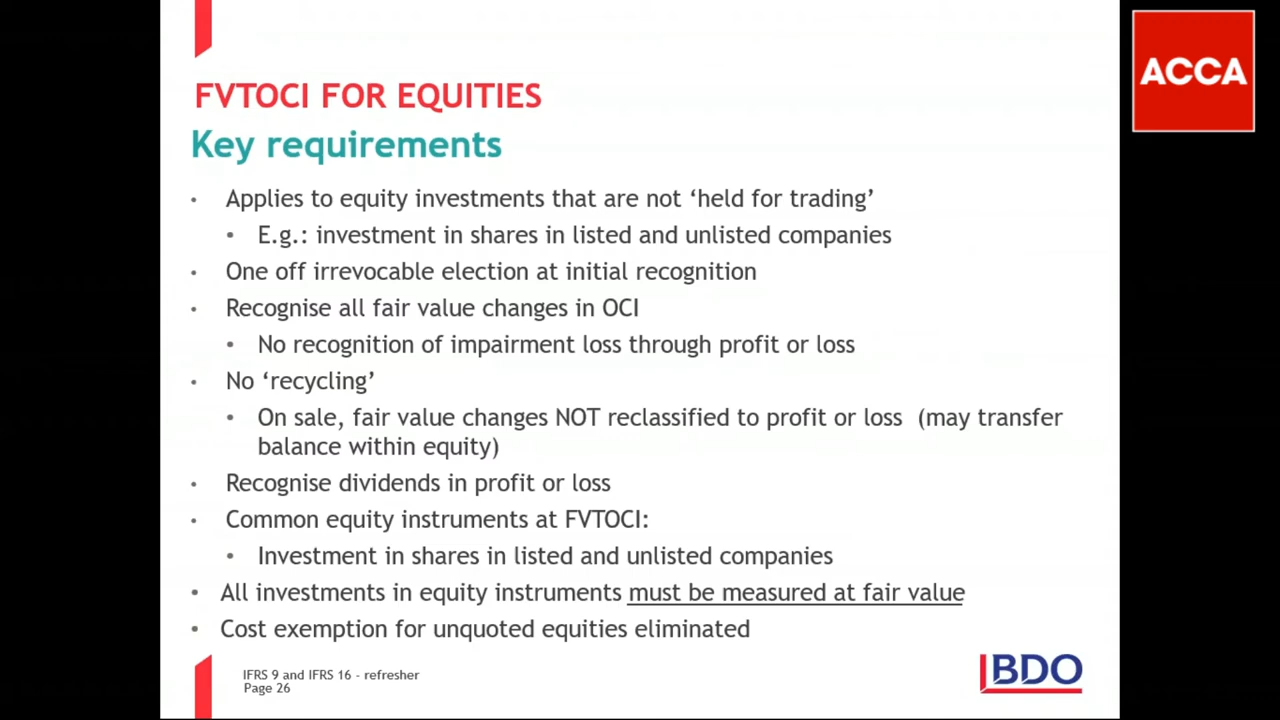 ACCA
FVTOCI FOR EQUITIES
Key requirements
• Applies to equity investments that are not ‘held for trading’
• E.g.: investment in shares in listed and unlisted companies
• One off irrevocable election at initial recognition
• Recognise all fair value changes in OCI
• No recognition of impairment loss through profit or loss
• No ‘recycling’
• On sale, fair value changes NOT reclassified to profit or loss (may transfer
balance within equity)
• Recognise dividends in profit or loss
• Common equity instruments at FVTOCI:
• Investment in shares in listed and unlisted companies
• All investments in equity instruments must be measured at fair value
• Cost exemption for unquoted equities eliminated
IFRS 9 and IFRS 16 - refresher
Page 26
BDO